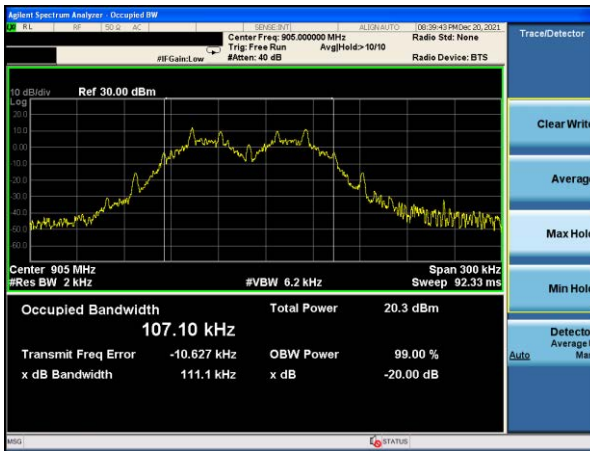 Agilent Spectrum Analyzer - Occupied BW
RL RF 50 Ω AC SENSE:INT ALIGNAUTO 08:39:43 PM Dec 20, 2021
Center Freq: 905.000000 MHz Radio Std: None
Trig: Free Run Avg|Hold:>10/10
#IFGain:Low #Atten: 40 dB Radio Device: BTS
10 dB/div Ref 30.00 dBm
Log
20.0
10.0
0.00
-10.0
-20.0
-30.0
-40.0
-50.0
-60.0
Center 905 MHz Span 300 kHz
#Res BW 2 kHz #VBW 6.2 kHz Sweep 92.33 ms
Occupied Bandwidth Total Power 20.3 dBm
107.10 kHz
Transmit Freq Error -10.627 kHz OBW Power 99.00 %
x dB Bandwidth 111.1 kHz x dB -20.00 dB
MSG STATUS
Trace/Detector
Clear Write
Average
Max Hold
Min Hold
Detecto
Average
Auto Ma